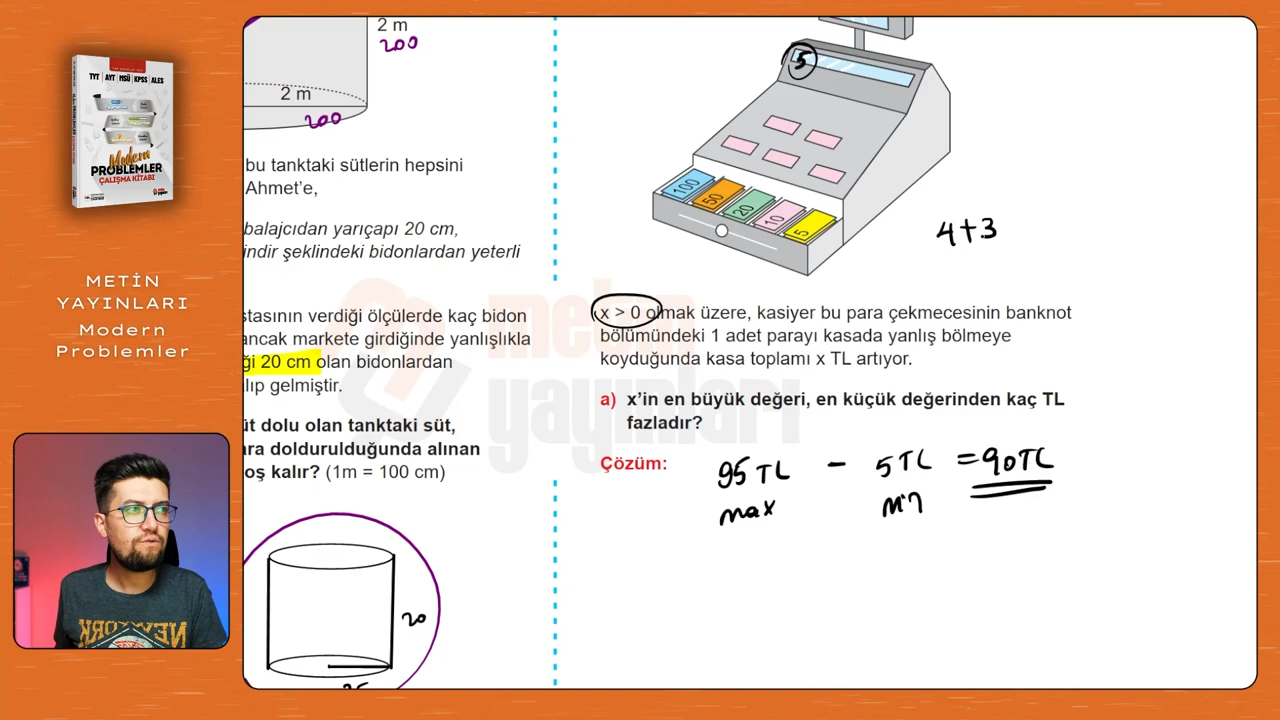 TYT | AYT | MSÜ | KPSS | ALES
Modern
PROBLEMLER
ÇALIŞMA KİTABI
METİN
YAYINLARI
Modern
Problemler
2 m
200
2 m
200
bu tanktaki sütlerin hepsini
Ahmet'e,
balajcıdan yarıçapı 20 cm,
indir şeklindeki bidonlardan yeterli
stasının verdiği ölçülerde kaç bidon
ancak markete girdiğinde yanlışlıkla
ği 20 cm olan bidonlardan
lıp gelmiştir.
üt dolu olan tanktaki süt,
ara doldurulduğunda alınan
oş kalır? (1m = 100 cm)
20
5
100
50
20
10
5
4+3
x > 0 olmak üzere, kasiyer bu para çekmecesinin banknot
bölümündeki 1 adet parayı kasada yanlış bölmeye
koyduğunda kasa toplamı x TL artıyor.
a) x'in en büyük değeri, en küçük değerinden kaç TL
fazladır?
Çözüm:
95 TL - 5 TL = 90 TL
max min
metin
yayınları
NEW YORK